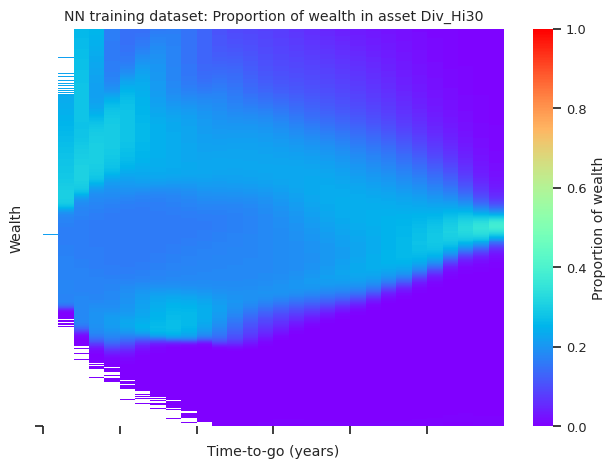 NN training dataset: Proportion of wealth in asset Div_Hi30
Wealth
Time-to-go (years)
1.0
0.8
0.6
0.4
0.2
0.0
Proportion of wealth